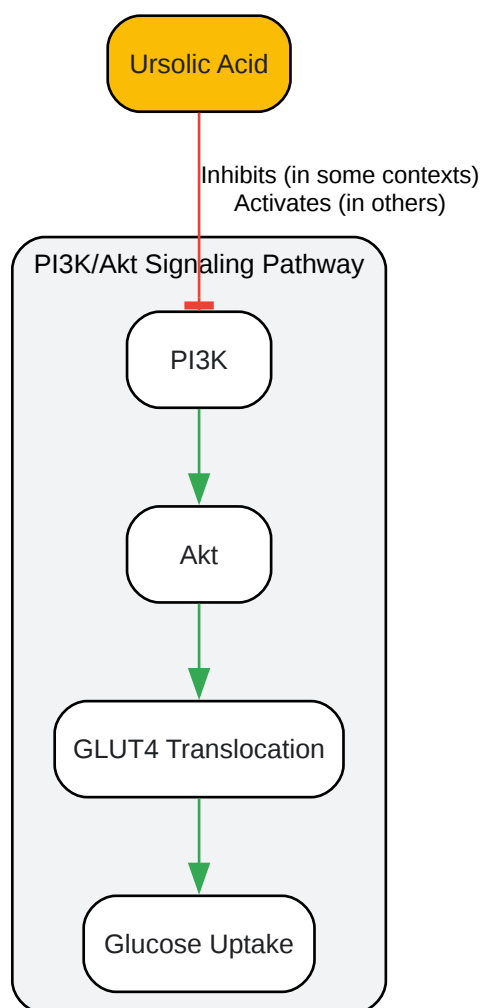 Ursolic Acid
Inhibits (in some contexts)
Activates (in others)
PI3K/Akt Signaling Pathway
PI3K
Akt
GLUT4 Translocation
Glucose Uptake